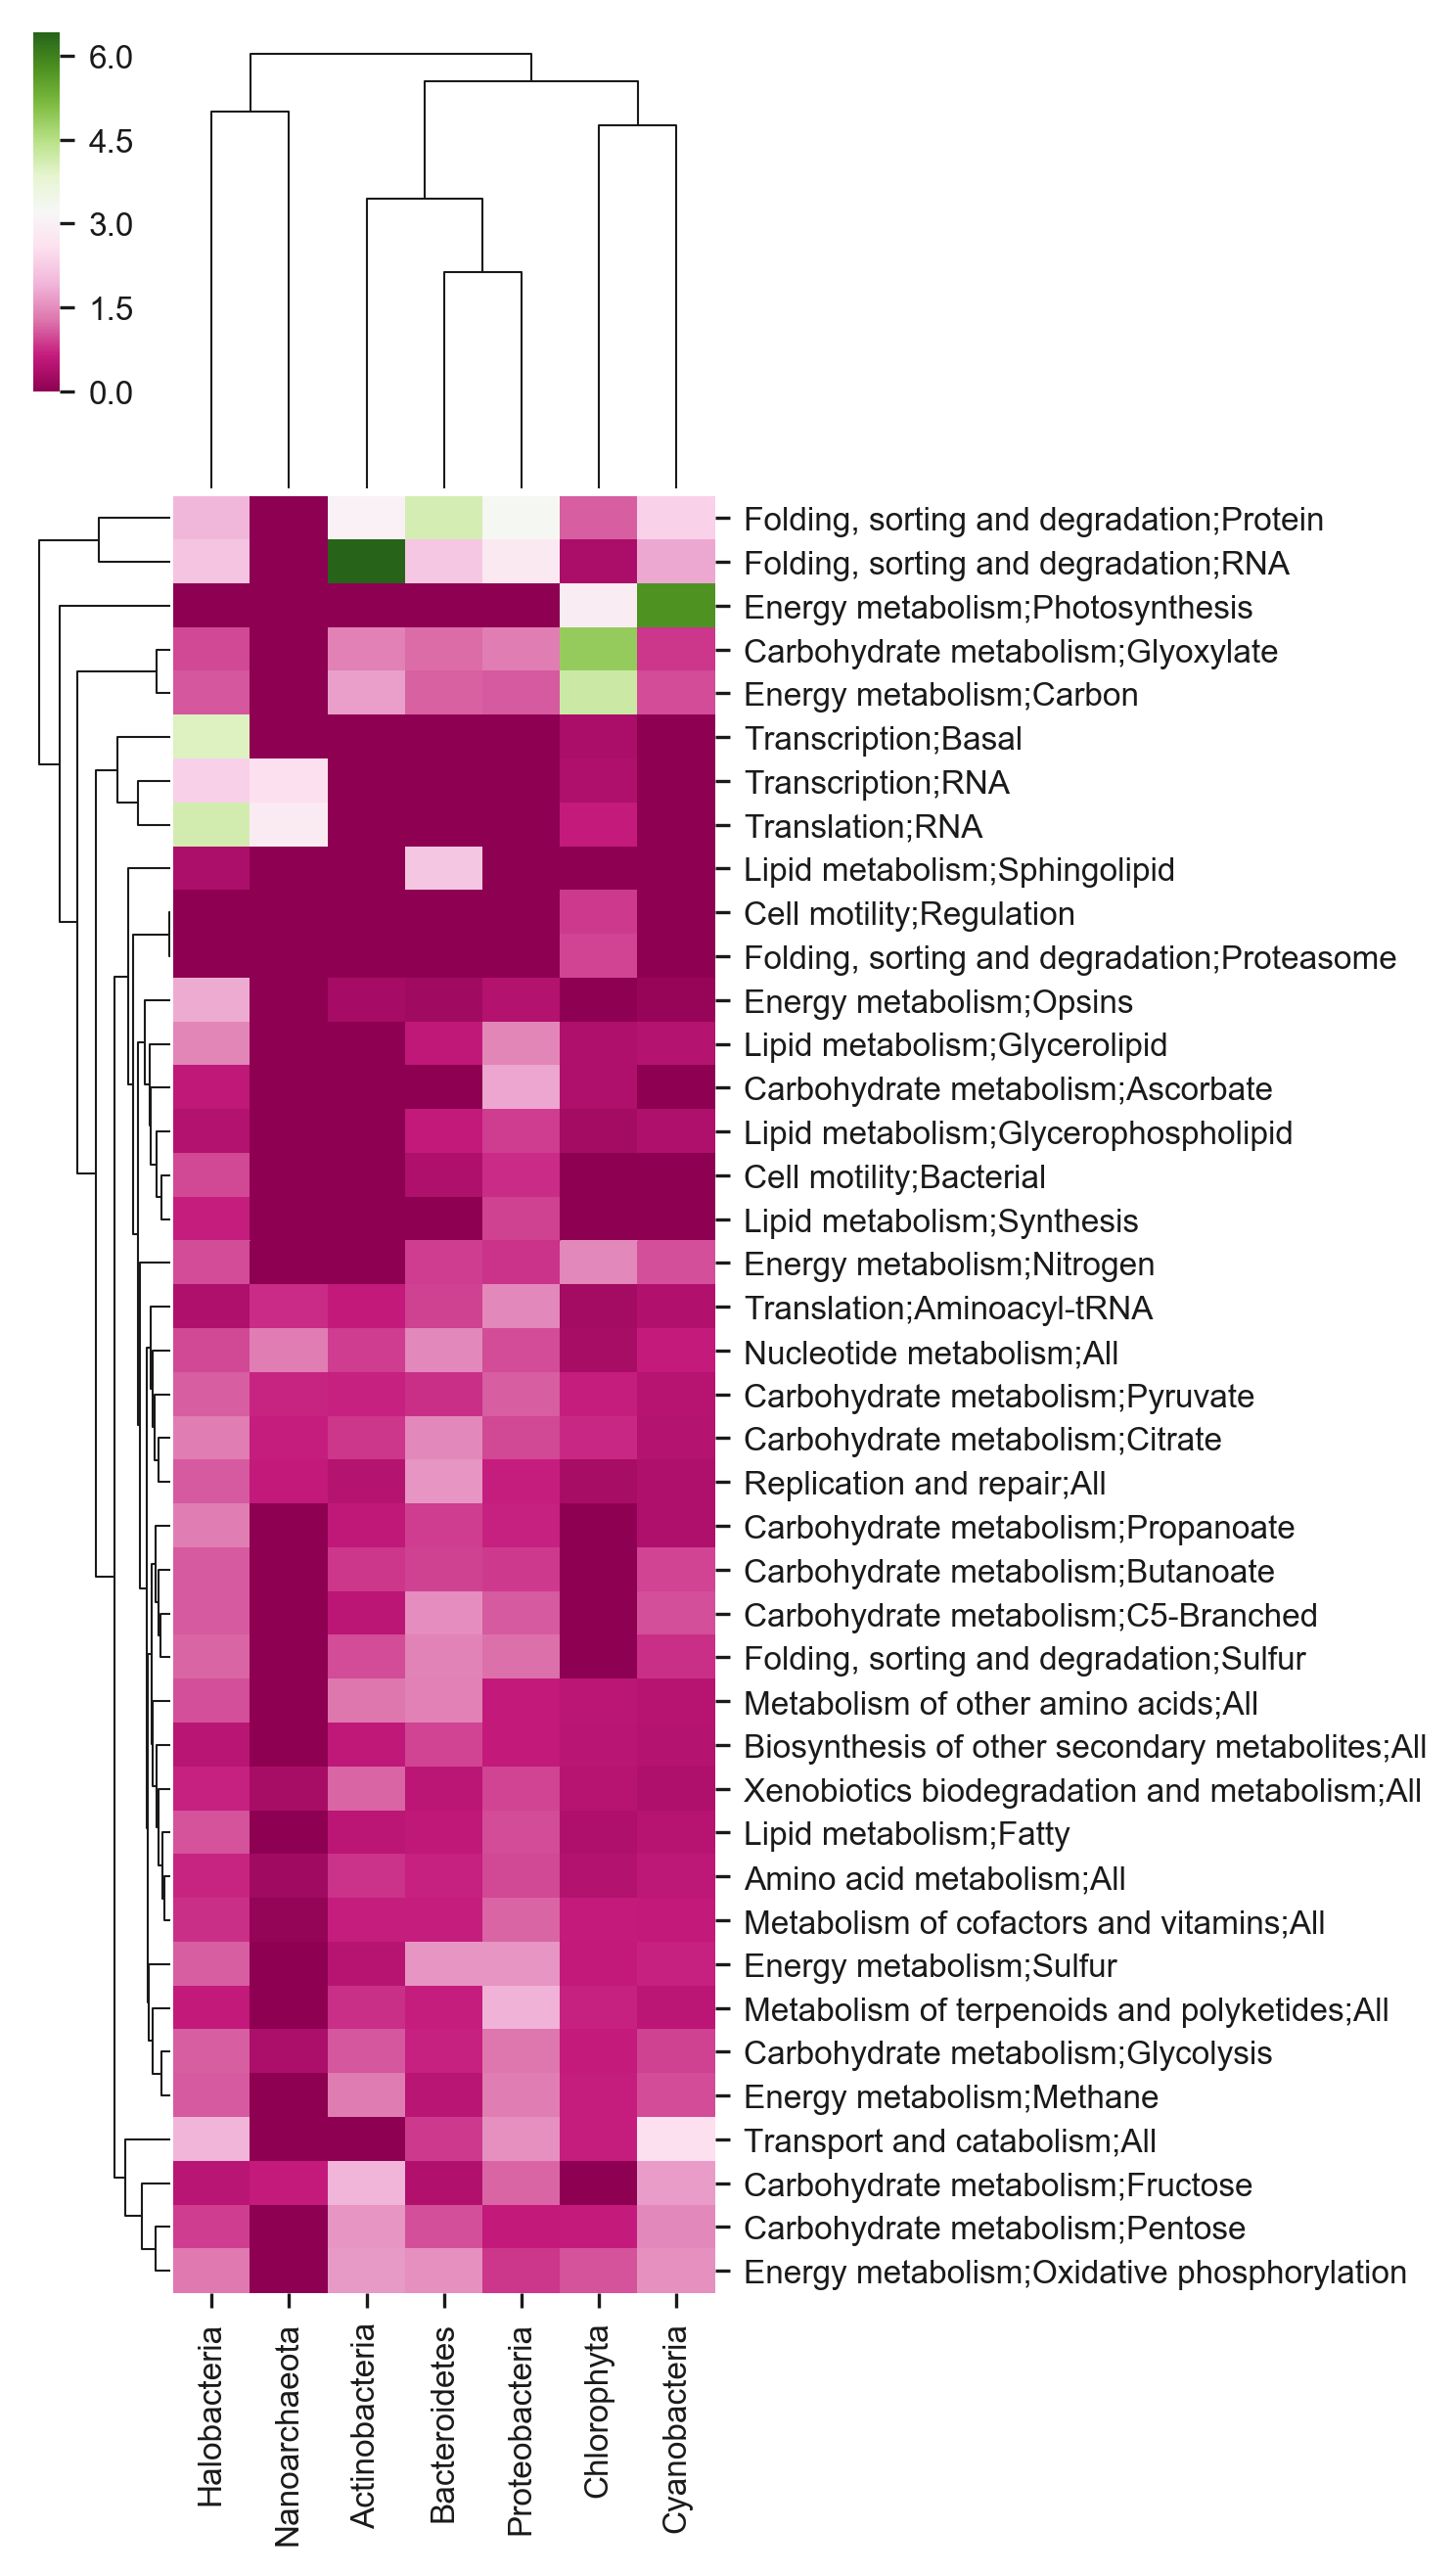 6.0
4.5
3.0
1.5
0.0
Folding, sorting and degradation;Protein
Folding, sorting and degradation;RNA
Energy metabolism;Photosynthesis
Carbohydrate metabolism;Glyoxylate
Energy metabolism;Carbon
Transcription;Basal
Transcription;RNA
Translation;RNA
Lipid metabolism;Sphingolipid
Cell motility;Regulation
Folding, sorting and degradation;Proteasome
Energy metabolism;Opsins
Lipid metabolism;Glycerolipid
Carbohydrate metabolism;Ascorbate
Lipid metabolism;Glycerophospholipid
Cell motility;Bacterial
Lipid metabolism;Synthesis
Energy metabolism;Nitrogen
Translation;Aminoacyl-tRNA
Nucleotide metabolism;All
Carbohydrate metabolism;Pyruvate
Carbohydrate metabolism;Citrate
Replication and repair;All
Carbohydrate metabolism;Propanoate
Carbohydrate metabolism;Butanoate
Carbohydrate metabolism;C5-Branched
Folding, sorting and degradation;Sulfur
Metabolism of other amino acids;All
Biosynthesis of other secondary metabolites;All
Xenobiotics biodegradation and metabolism;All
Lipid metabolism;Fatty
Amino acid metabolism;All
Metabolism of cofactors and vitamins;All
Energy metabolism;Sulfur
Metabolism of terpenoids and polyketides;All
Carbohydrate metabolism;Glycolysis
Energy metabolism;Methane
Transport and catabolism;All
Carbohydrate metabolism;Fructose
Carbohydrate metabolism;Pentose
Energy metabolism;Oxidative phosphorylation
Halobacteria
Nanoarchaeota
Actinobacteria
Bacteroidetes
Proteobacteria
Chlorophyta
Cyanobacteria